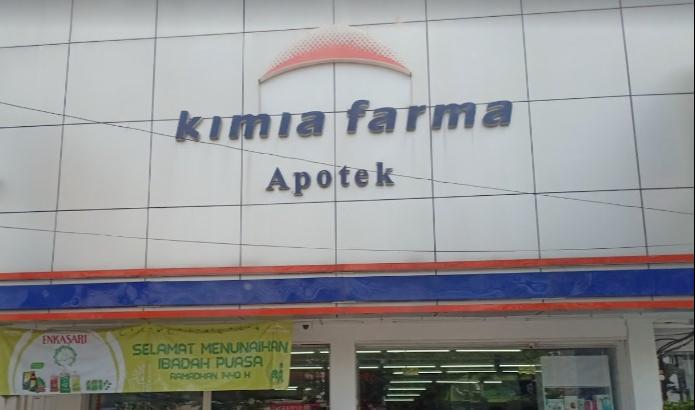 kimia farma
Apotek
ENKASARI
SELAMAT MENUNAIKAN
IBADAH PUASA
RAMADHAN 1440 H